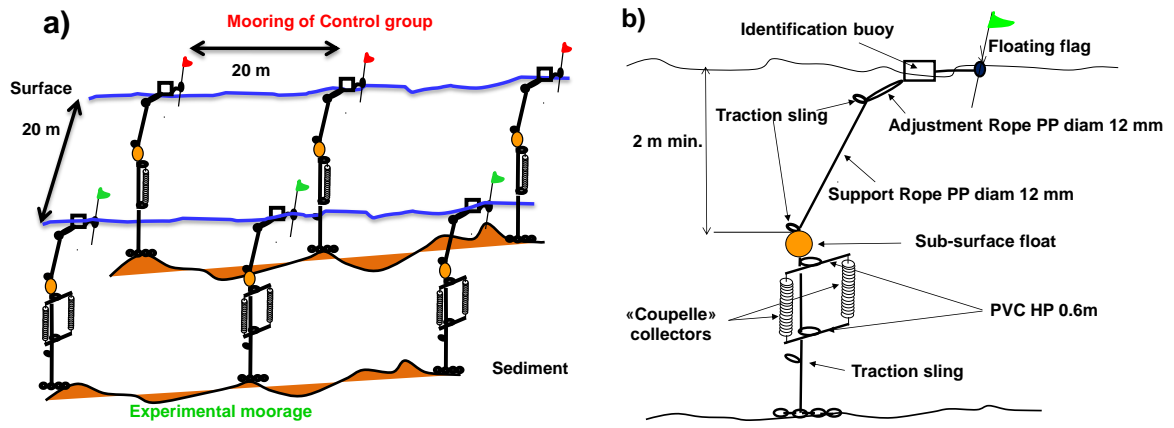 a)
Mooring of Control group
20 m
Surface
20 m
Sediment
Experimental moorage
b)
Identification buoy
Floating flag
Traction sling
2 m min.
Adjustment Rope PP diam 12 mm
Support Rope PP diam 12 mm
Sub-surface float
«Coupelle»
collectors
PVC HP 0.6m
Traction sling